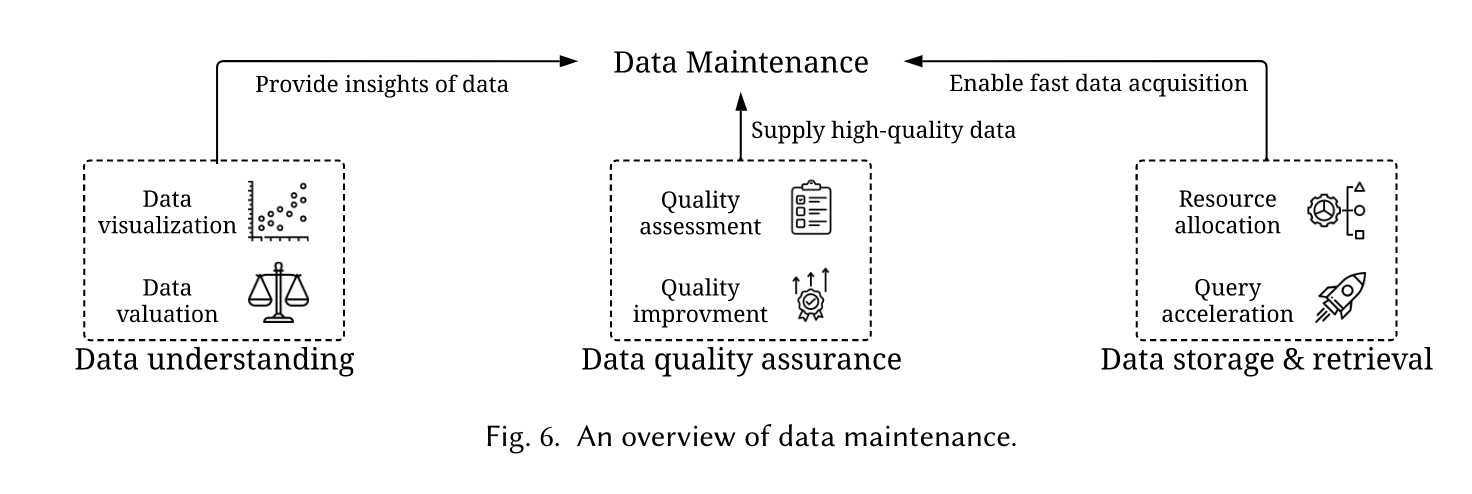 Data Maintenance
Provide insights of data
Enable fast data acquisition
Supply high-quality data
Data
visualization
Data
valuation
Data understanding
Quality
assessment
Quality
improvment
Data quality assurance
Resource
allocation
Query
acceleration
Data storage & retrieval
Fig. 6. An overview of data maintenance.